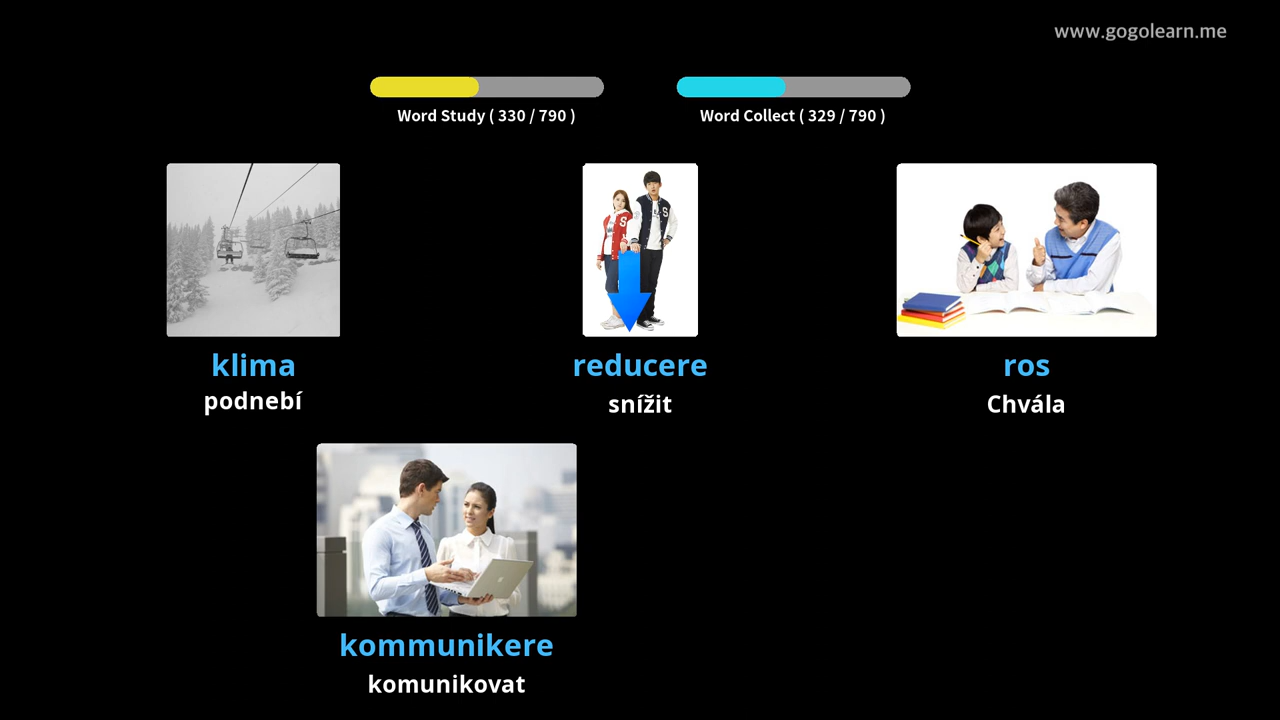 www.gogolearn.me
Word Study ( 330 / 790 )
Word Collect ( 329 / 790 )
klima
podnebí
reducere
snížit
ros
Chvála
kommunikere
komunikovat